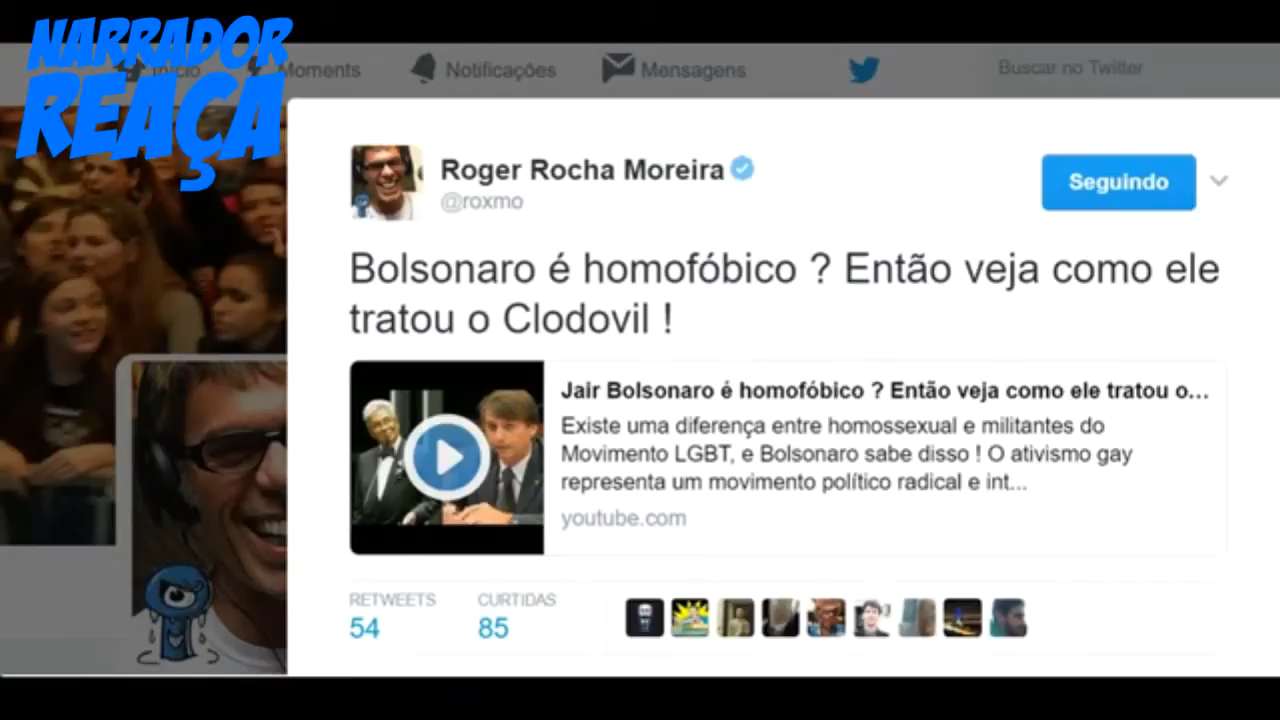 NARRADOR
REAÇA
Início
Moments
Notificações
Mensagens
Buscar no Twitter
Roger Rocha Moreira
@roxmo
Seguindo
Bolsonaro é homofóbico ? Então veja como ele
tratou o Clodovil !
Jair Bolsonaro é homofóbico ? Então veja como ele tratou o...
Existe uma diferença entre homossexual e militantes do
Movimento LGBT, e Bolsonaro sabe disso ! O ativismo gay
representa um movimento político radical e int...
youtube.com
RETWEETS
CURTIDAS
54
85